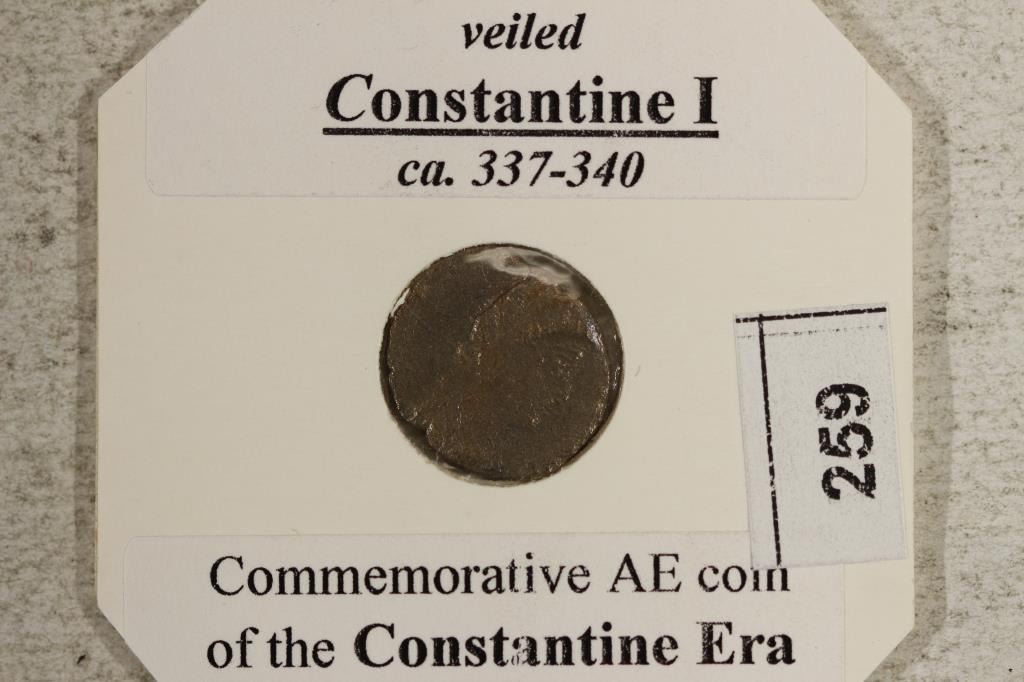 veiled
Constantine I
ca. 337-340
259
Commemorative AE coin
of the Constantine Era